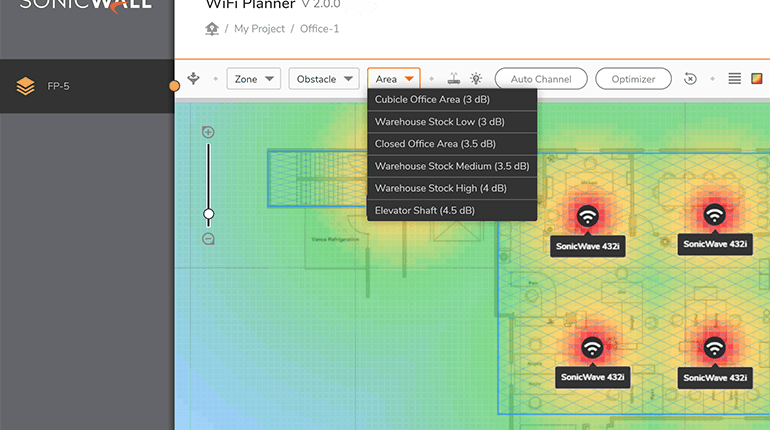 SONICWALL
WiFi Planner V 2.0.0
My Project / Office-1
FP-5
Zone Obstacle Area Auto Channel Optimizer
Cubicle Office Area (3 dB)
Warehouse Stock Low (3 dB)
Closed Office Area (3.5 dB)
Warehouse Stock Medium (3.5 dB)
Warehouse Stock High (4 dB)
Elevator Shaft (4.5 dB)
SonicWave 432i SonicWave 432i
SonicWave 432i SonicWave 432i